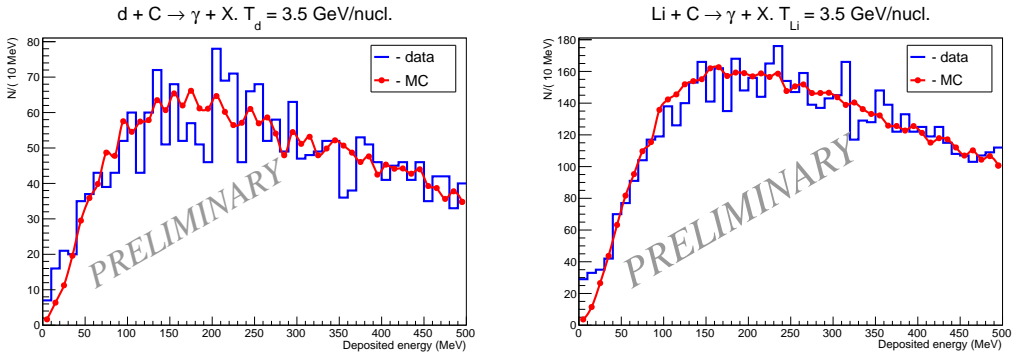 d + C → γ + X. T_d = 3.5 GeV/nucl.
N/( 10 MeV)
80
70
60
50
40
30
20
10
0
- data
- MC
PRELIMINARY
0 50 100 150 200 250 300 350 400 450 500
Deposited energy (MeV)
Li + C → γ + X. T_Li = 3.5 GeV/nucl.
N/( 10 MeV)
180
160
140
120
100
80
60
40
20
0
- data
- MC
PRELIMINARY
0 50 100 150 200 250 300 350 400 450 500
Deposited energy (MeV)